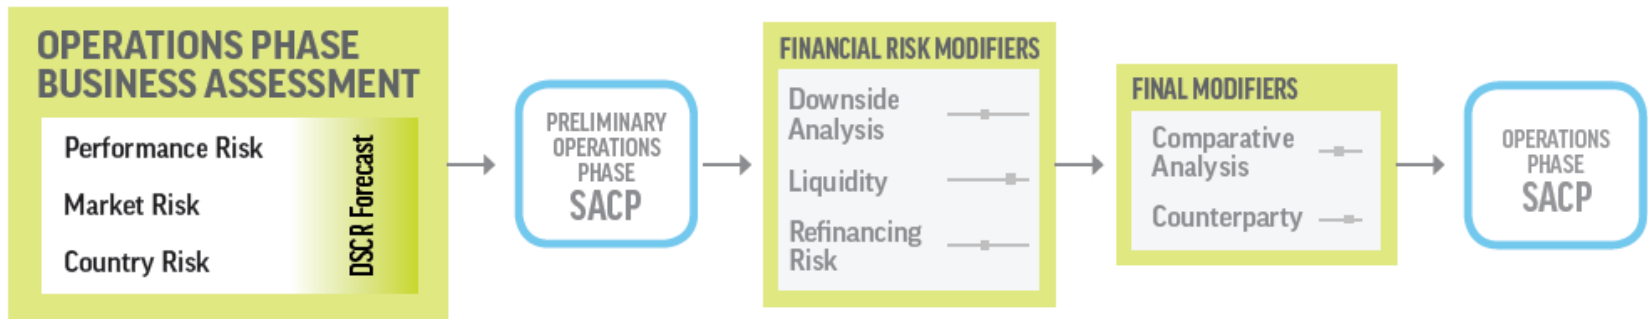 OPERATIONS PHASE
BUSINESS ASSESSMENT
Performance Risk
Market Risk
Country Risk
DSCR Forecast
PRELIMINARY
OPERATIONS
PHASE
SACP
FINANCIAL RISK MODIFIERS
Downside
Analysis
Liquidity
Refinancing
Risk
FINAL MODIFIERS
Comparative
Analysis
Counterparty
OPERATIONS
PHASE
SACP